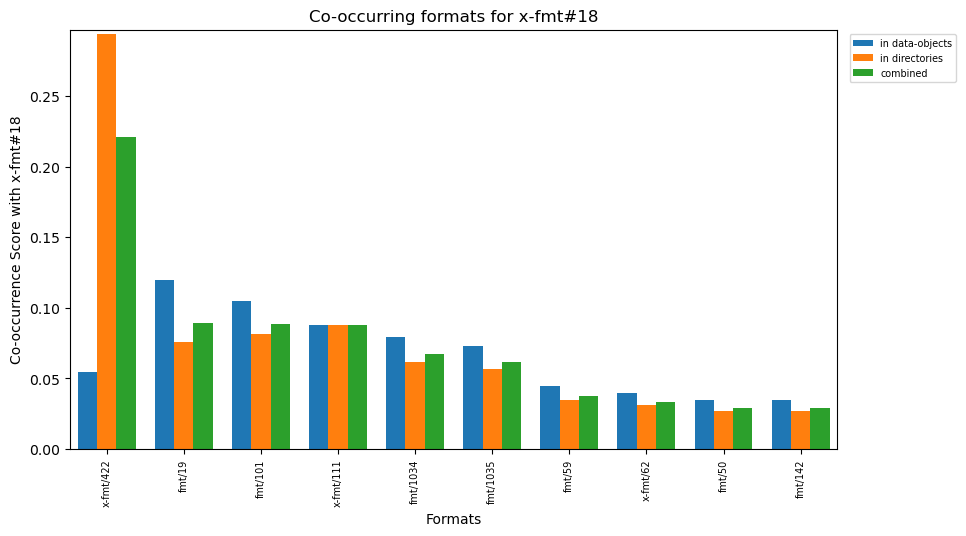 Co-occurring formats for x-fmt#18
in data-objects
in directories
combined
Co-occurrence Score with x-fmt#18
0.25
0.20
0.15
0.10
0.05
0.00
x-fmt/422
fmt/19
fmt/101
x-fmt/111
fmt/1034
fmt/1035
fmt/59
x-fmt/62
fmt/50
fmt/142
Formats